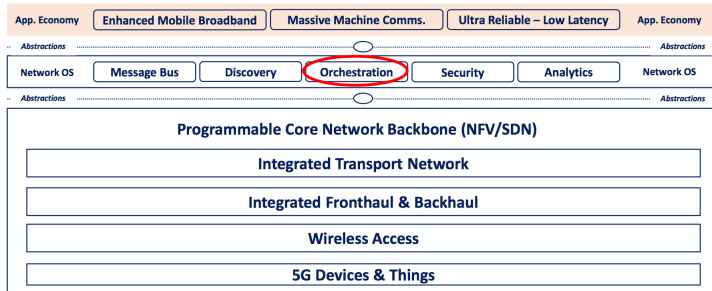 App. Economy Enhanced Mobile Broadband Massive Machine Comms. Ultra Reliable – Low Latency App. Economy
Abstractions Abstractions
Network OS Message Bus Discovery Orchestration Security Analytics Network OS
Abstractions Abstractions
Programmable Core Network Backbone (NFV/SDN)
Integrated Transport Network
Integrated Fronthaul & Backhaul
Wireless Access
5G Devices & Things